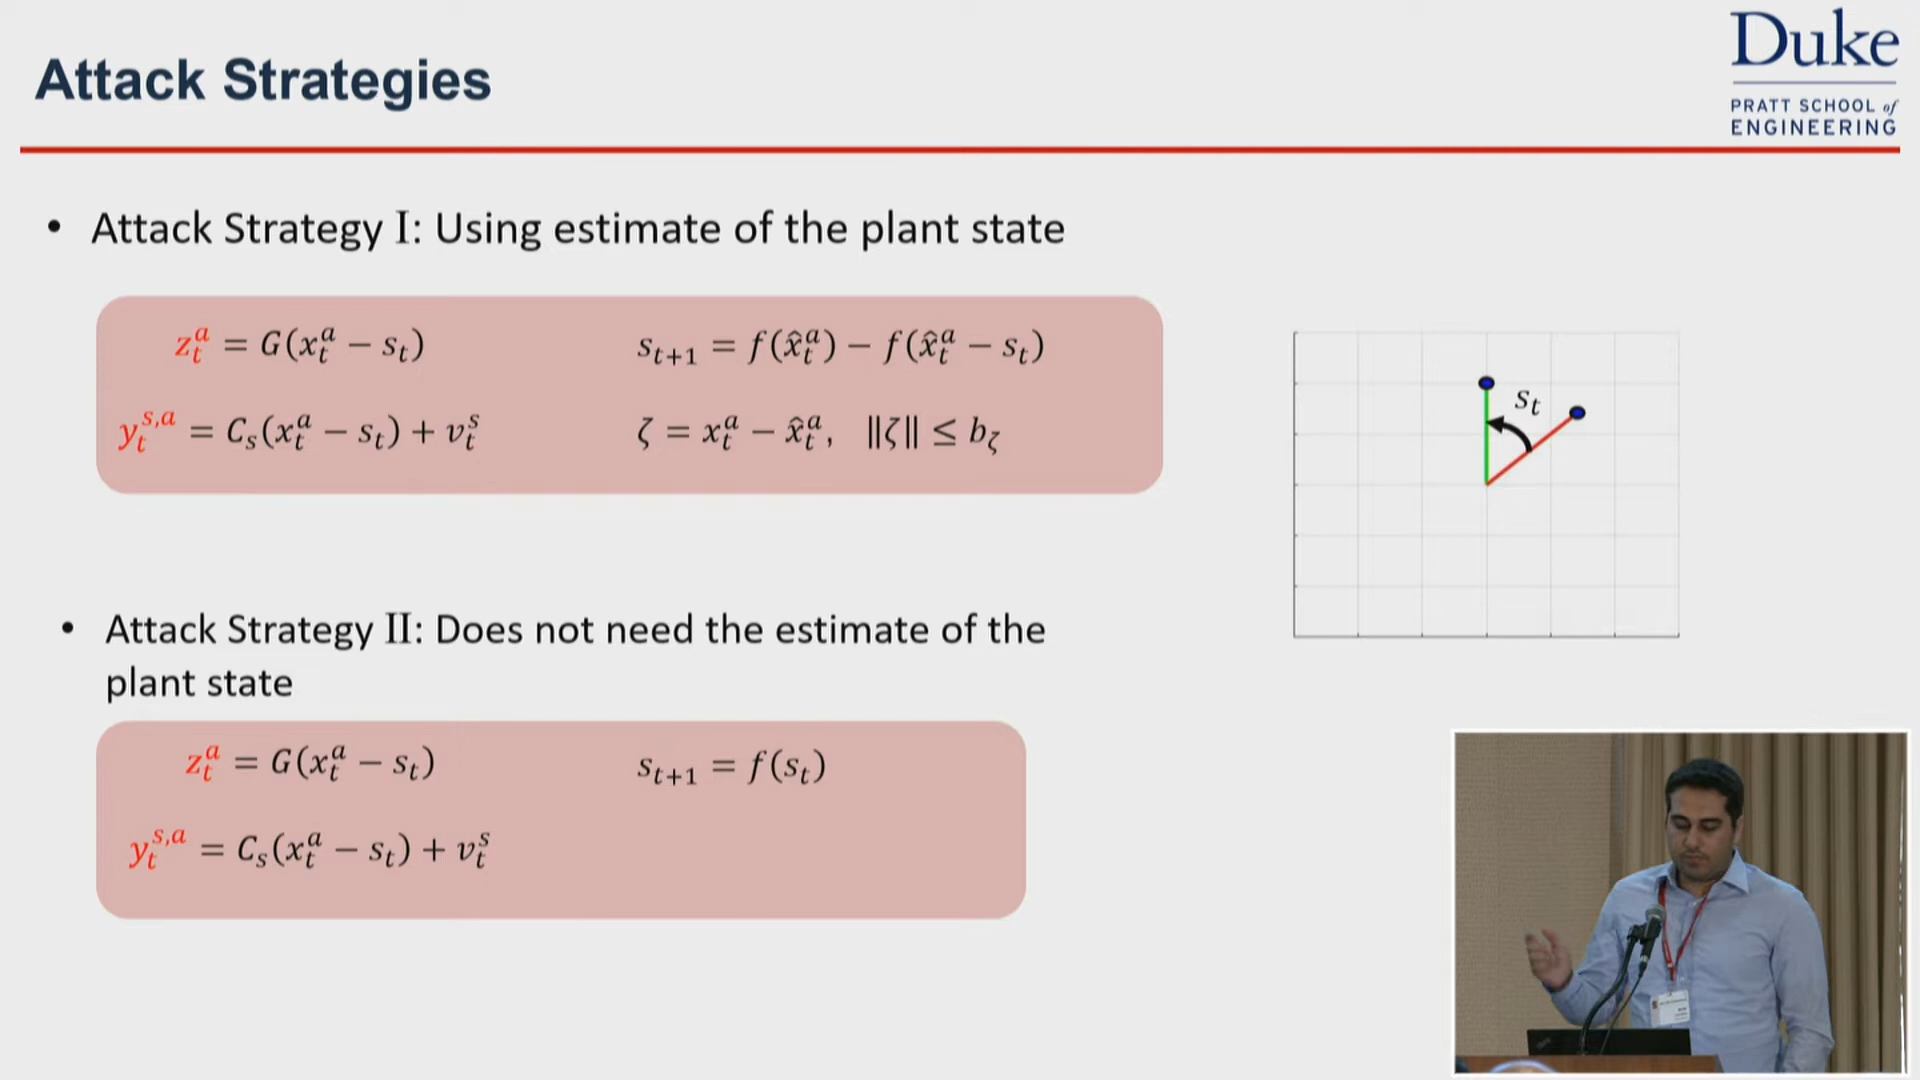 Attack Strategies
Duke
PRATT SCHOOL of
ENGINEERING
• Attack Strategy I: Using estimate of the plant state
z_t^a = G(x_t^a − s_t)
s_{t+1} = f(x̂_t^a) − f(x̂_t^a − s_t)
y_t^{s,a} = C_s(x_t^a − s_t) + v_t^s
ζ = x_t^a − x̂_t^a, ‖ζ‖ ≤ b_ζ
s_t
• Attack Strategy II: Does not need the estimate of the
plant state
z_t^a = G(x_t^a − s_t)
s_{t+1} = f(s_t)
y_t^{s,a} = C_s(x_t^a − s_t) + v_t^s